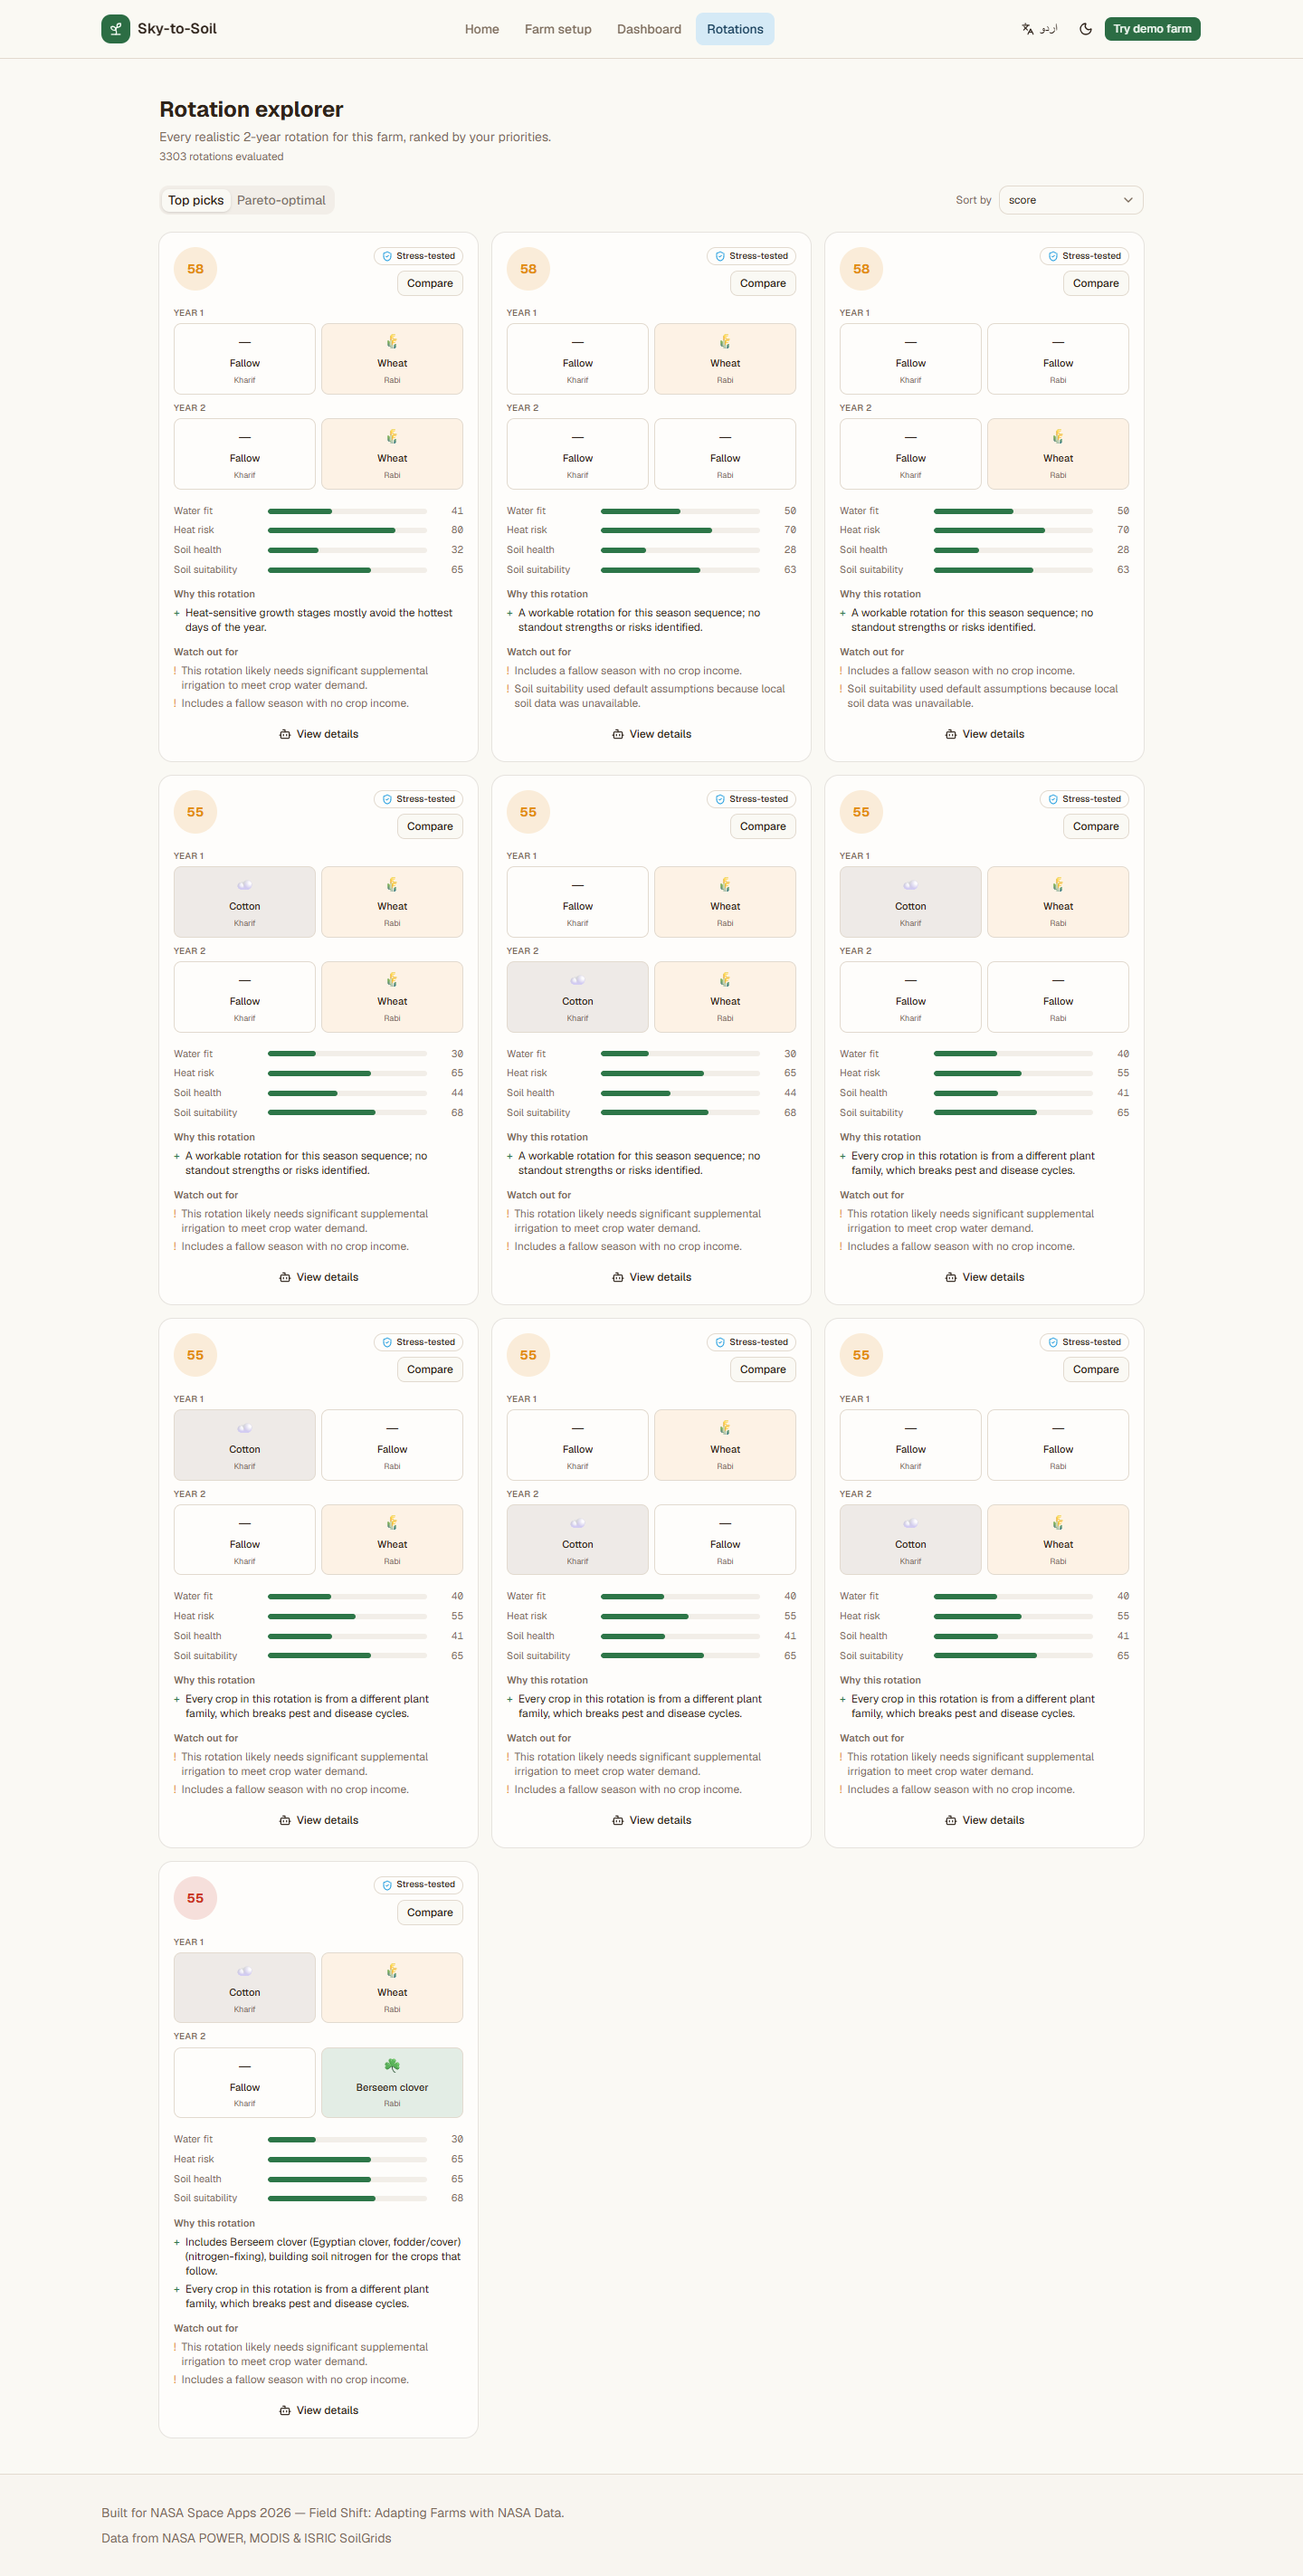 Sky-to-Soil
Home
Farm setup
Dashboard
Rotations
اردو
Try demo farm
Rotation explorer
Every realistic 2-year rotation for this farm, ranked by your priorities.
3303 rotations evaluated
Top picks
Pareto-optimal
Sort by
score
58
Stress-tested
Compare
YEAR 1
—
Fallow
Kharif
Wheat
Rabi
YEAR 2
—
Fallow
Kharif
Wheat
Rabi
Water fit 41
Heat risk 80
Soil health 32
Soil suitability 65
Why this rotation
+ Heat-sensitive growth stages mostly avoid the hottest
days of the year.
Watch out for
! This rotation likely needs significant supplemental
irrigation to meet crop water demand.
! Includes a fallow season with no crop income.
View details
58
Stress-tested
Compare
YEAR 1
—
Fallow
Kharif
Wheat
Rabi
YEAR 2
—
Fallow
Kharif
—
Fallow
Rabi
Water fit 50
Heat risk 70
Soil health 28
Soil suitability 63
Why this rotation
+ A workable rotation for this season sequence; no
standout strengths or risks identified.
Watch out for
! Includes a fallow season with no crop income.
! Soil suitability used default assumptions because local
soil data was unavailable.
View details
58
Stress-tested
Compare
YEAR 1
—
Fallow
Kharif
—
Fallow
Rabi
YEAR 2
—
Fallow
Kharif
Wheat
Rabi
Water fit 50
Heat risk 70
Soil health 28
Soil suitability 63
Why this rotation
+ A workable rotation for this season sequence; no
standout strengths or risks identified.
Watch out for
! Includes a fallow season with no crop income.
! Soil suitability used default assumptions because local
soil data was unavailable.
View details
55
Stress-tested
Compare
YEAR 1
Cotton
Kharif
Wheat
Rabi
YEAR 2
—
Fallow
Kharif
Wheat
Rabi
Water fit 30
Heat risk 65
Soil health 44
Soil suitability 68
Why this rotation
+ A workable rotation for this season sequence; no
standout strengths or risks identified.
Watch out for
! This rotation likely needs significant supplemental
irrigation to meet crop water demand.
! Includes a fallow season with no crop income.
View details
55
Stress-tested
Compare
YEAR 1
—
Fallow
Kharif
Wheat
Rabi
YEAR 2
Cotton
Kharif
Wheat
Rabi
Water fit 30
Heat risk 65
Soil health 44
Soil suitability 68
Why this rotation
+ A workable rotation for this season sequence; no
standout strengths or risks identified.
Watch out for
! This rotation likely needs significant supplemental
irrigation to meet crop water demand.
! Includes a fallow season with no crop income.
View details
55
Stress-tested
Compare
YEAR 1
Cotton
Kharif
Wheat
Rabi
YEAR 2
—
Fallow
Kharif
—
Fallow
Rabi
Water fit 40
Heat risk 55
Soil health 41
Soil suitability 65
Why this rotation
+ Every crop in this rotation is from a different plant
family, which breaks pest and disease cycles.
Watch out for
! This rotation likely needs significant supplemental
irrigation to meet crop water demand.
! Includes a fallow season with no crop income.
View details
55
Stress-tested
Compare
YEAR 1
Cotton
Kharif
—
Fallow
Rabi
YEAR 2
—
Fallow
Kharif
Wheat
Rabi
Water fit 40
Heat risk 55
Soil health 41
Soil suitability 65
Why this rotation
+ Every crop in this rotation is from a different plant
family, which breaks pest and disease cycles.
Watch out for
! This rotation likely needs significant supplemental
irrigation to meet crop water demand.
! Includes a fallow season with no crop income.
View details
55
Stress-tested
Compare
YEAR 1
—
Fallow
Kharif
Wheat
Rabi
YEAR 2
Cotton
Kharif
—
Fallow
Rabi
Water fit 40
Heat risk 55
Soil health 41
Soil suitability 65
Why this rotation
+ Every crop in this rotation is from a different plant
family, which breaks pest and disease cycles.
Watch out for
! This rotation likely needs significant supplemental
irrigation to meet crop water demand.
! Includes a fallow season with no crop income.
View details
55
Stress-tested
Compare
YEAR 1
—
Fallow
Kharif
—
Fallow
Rabi
YEAR 2
Cotton
Kharif
Wheat
Rabi
Water fit 40
Heat risk 55
Soil health 41
Soil suitability 65
Why this rotation
+ Every crop in this rotation is from a different plant
family, which breaks pest and disease cycles.
Watch out for
! This rotation likely needs significant supplemental
irrigation to meet crop water demand.
! Includes a fallow season with no crop income.
View details
55
Stress-tested
Compare
YEAR 1
Cotton
Kharif
Wheat
Rabi
YEAR 2
—
Fallow
Kharif
Berseem clover
Rabi
Water fit 30
Heat risk 65
Soil health 65
Soil suitability 68
Why this rotation
+ Includes Berseem clover (Egyptian clover, fodder/cover)
(nitrogen-fixing), building soil nitrogen for the crops that
follow.
+ Every crop in this rotation is from a different plant
family, which breaks pest and disease cycles.
Watch out for
! This rotation likely needs significant supplemental
irrigation to meet crop water demand.
! Includes a fallow season with no crop income.
View details
Built for NASA Space Apps 2026 — Field Shift: Adapting Farms with NASA Data.
Data from NASA POWER, MODIS & ISRIC SoilGrids